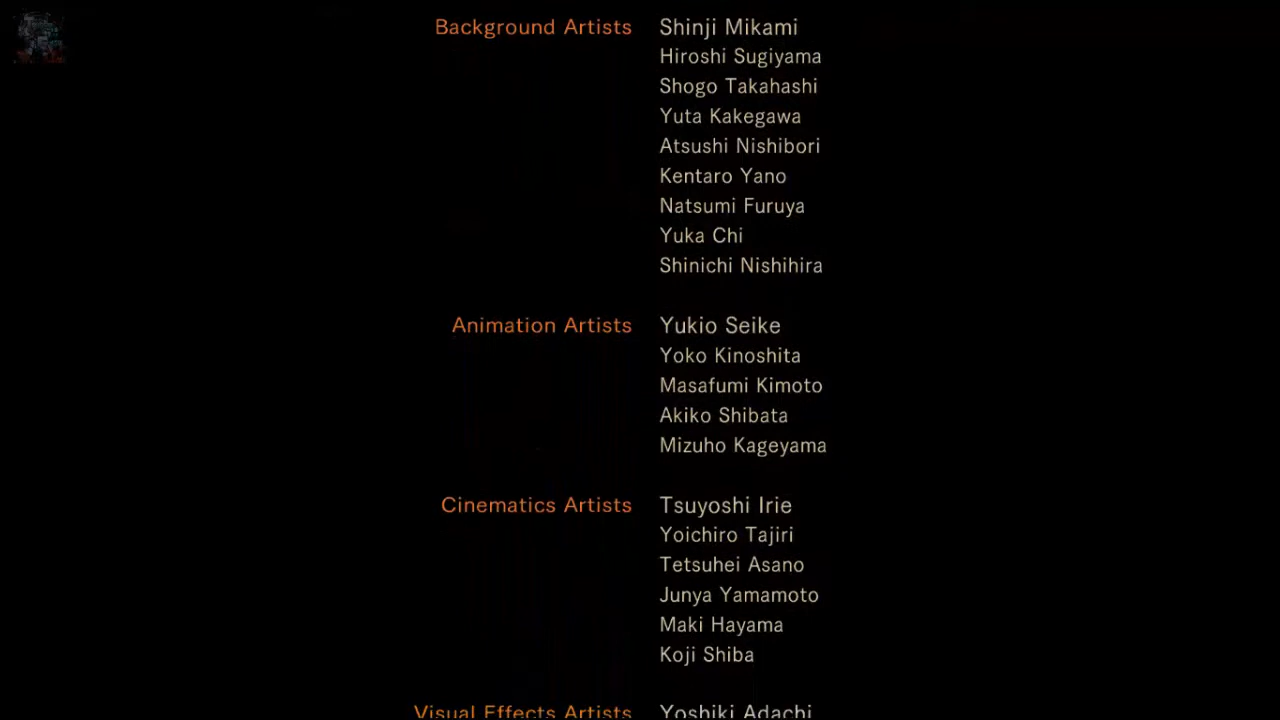 Background Artists Shinji Mikami
Hiroshi Sugiyama
Shogo Takahashi
Yuta Kakegawa
Atsushi Nishibori
Kentaro Yano
Natsumi Furuya
Yuka Chi
Shinichi Nishihira
Animation Artists Yukio Seike
Yoko Kinoshita
Masafumi Kimoto
Akiko Shibata
Mizuho Kageyama
Cinematics Artists Tsuyoshi Irie
Yoichiro Tajiri
Tetsuhei Asano
Junya Yamamoto
Maki Hayama
Koji Shiba
Visual Effects Artists Yoshiki Adachi